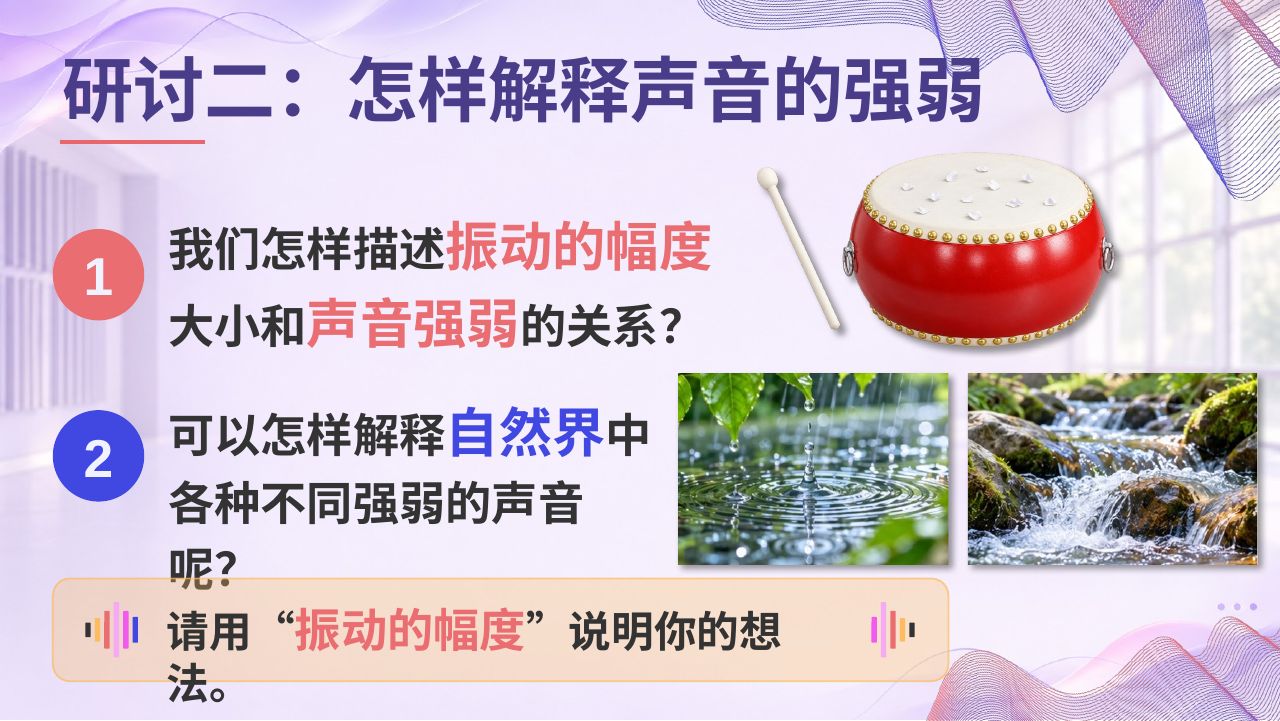 研讨二：怎样解释声音的强弱
1
我们怎样描述振动的幅度
大小和声音强弱的关系？
2
可以怎样解释自然界中
各种不同强弱的声音
呢？
请用“振动的幅度”说明你的想
法。